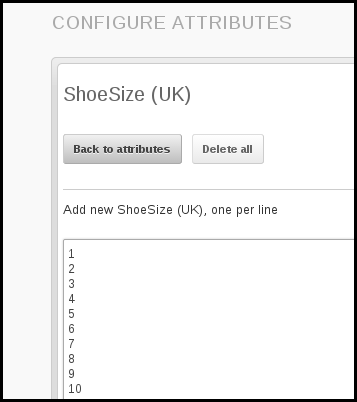 CONFIGURE ATTRIBUTES
ShoeSize (UK)
Back to attributes Delete all
Add new ShoeSize (UK), one per line
1
2
3
4
5
6
7
8
9
10